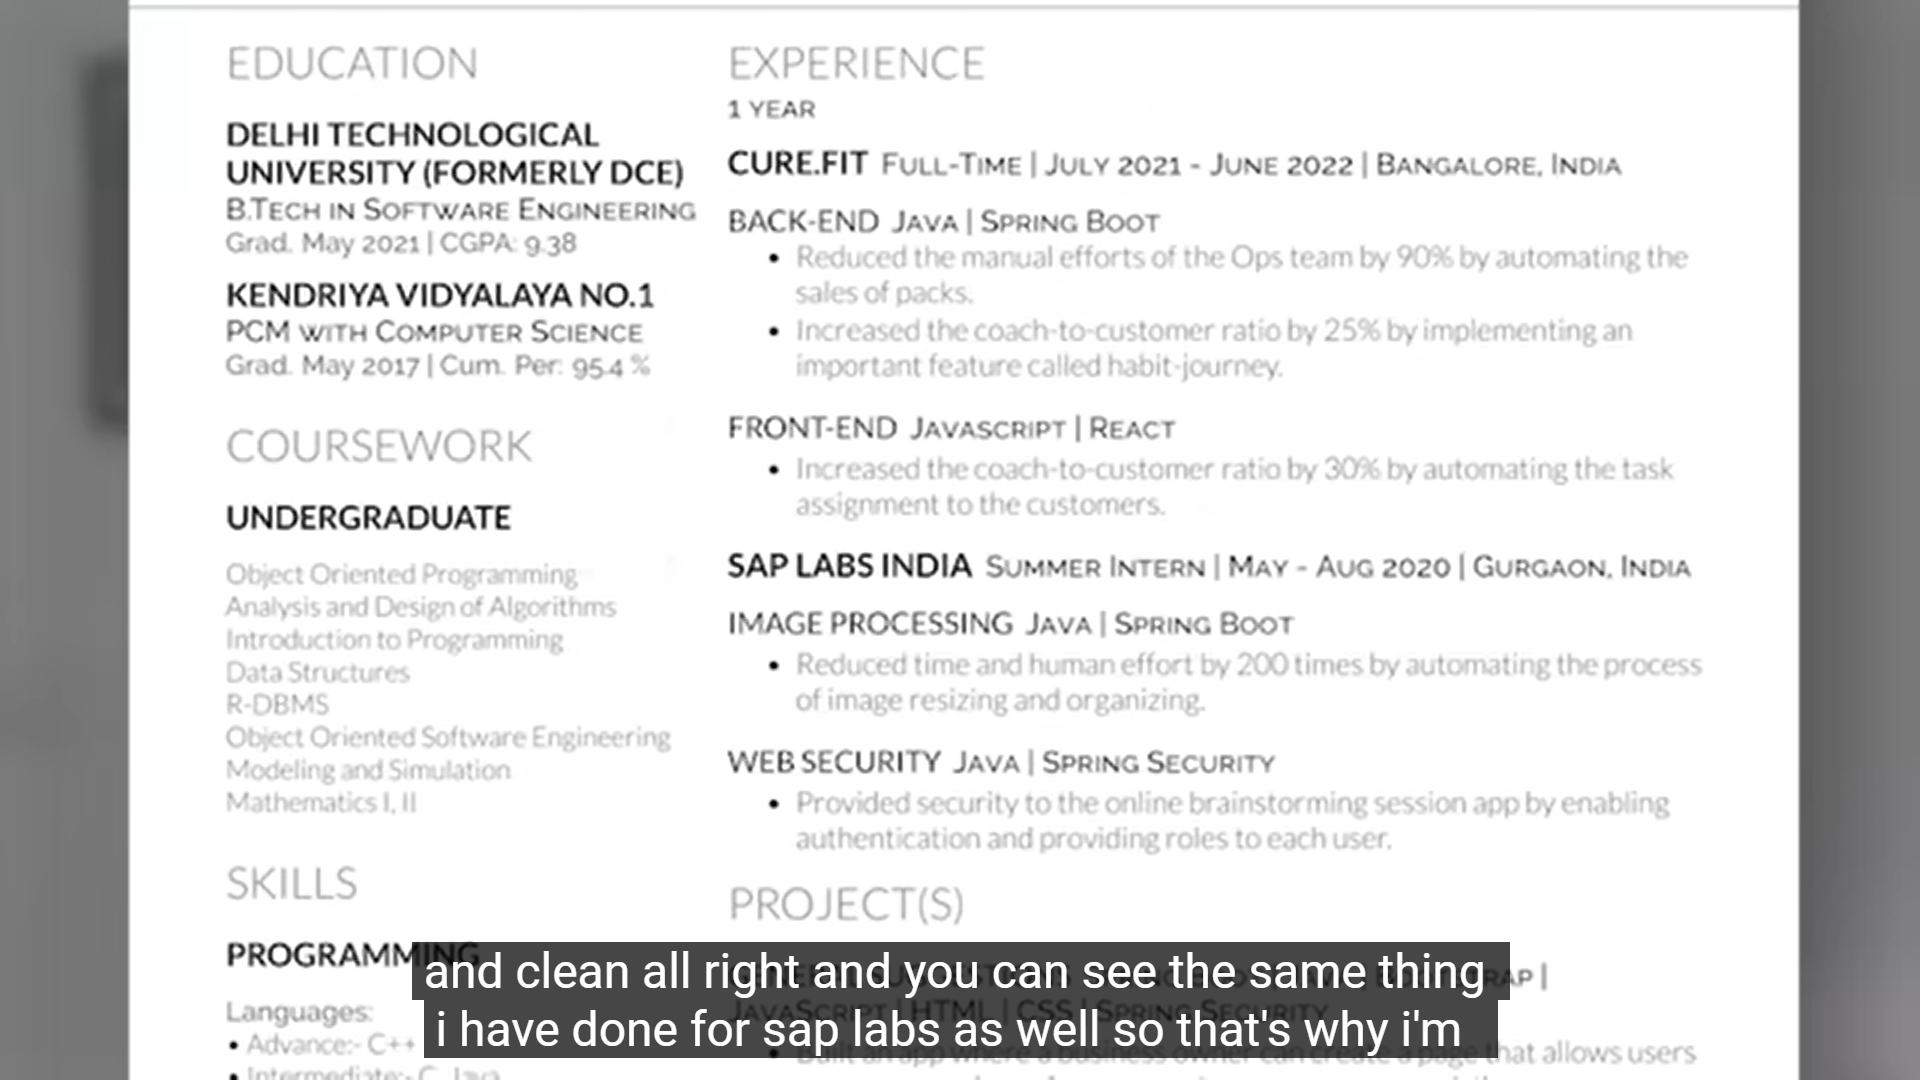 EDUCATION
DELHI TECHNOLOGICAL
UNIVERSITY (FORMERLY DCE)
B.TECH IN SOFTWARE ENGINEERING
Grad. May 2021 | CGPA: 9.38
KENDRIYA VIDYALAYA NO.1
PCM WITH COMPUTER SCIENCE
Grad. May 2017 | Cum. Per: 95.4 %
COURSEWORK
UNDERGRADUATE
Object Oriented Programming
Analysis and Design of Algorithms
Introduction to Programming
Data Structures
R-DBMS
Object Oriented Software Engineering
Modeling and Simulation
Mathematics I, II
SKILLS
PROGRAMMING
Languages:
• Advance:- C++
• Intermediate:- C, Java
EXPERIENCE
1 YEAR
CURE.FIT FULL-TIME | JULY 2021 - JUNE 2022 | BANGALORE, INDIA
BACK-END JAVA | SPRING BOOT
• Reduced the manual efforts of the Ops team by 90% by automating the
sales of packs.
• Increased the coach-to-customer ratio by 25% by implementing an
important feature called habit-journey.
FRONT-END JAVASCRIPT | REACT
• Increased the coach-to-customer ratio by 30% by automating the task
assignment to the customers.
SAP LABS INDIA SUMMER INTERN | MAY - AUG 2020 | GURGAON, INDIA
IMAGE PROCESSING JAVA | SPRING BOOT
• Reduced time and human effort by 200 times by automating the process
of image resizing and organizing.
WEB SECURITY JAVA | SPRING SECURITY
• Provided security to the online brainstorming session app by enabling
authentication and providing roles to each user.
PROJECT(S)
JAVASCRIPT | HTML | CSS | SPRING SECURITY
• Built an app where a business owner can create a page that allows users
and clean all right and you can see the same thing
i have done for sap labs as well so that's why i'm